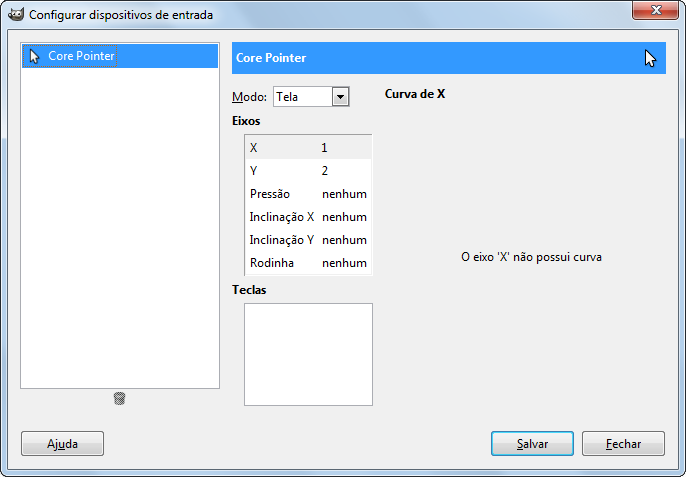 Configurar dispositivos de entrada
Core Pointer
Core Pointer
Modo: Tela
Curva de X
Eixos
X 1
Y 2
Pressão nenhum
Inclinação X nenhum
Inclinação Y nenhum
Rodinha nenhum
O eixo 'X' não possui curva
Teclas
Ajuda
Salvar
Fechar